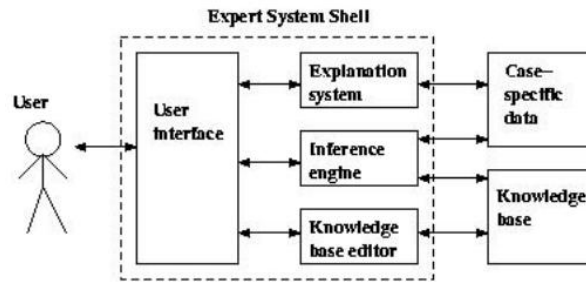 Expert System Shell
User
User
interface
Explanation
system
Inference
engine
Knowledge
base editor
Case–
specific data
Knowledge
base